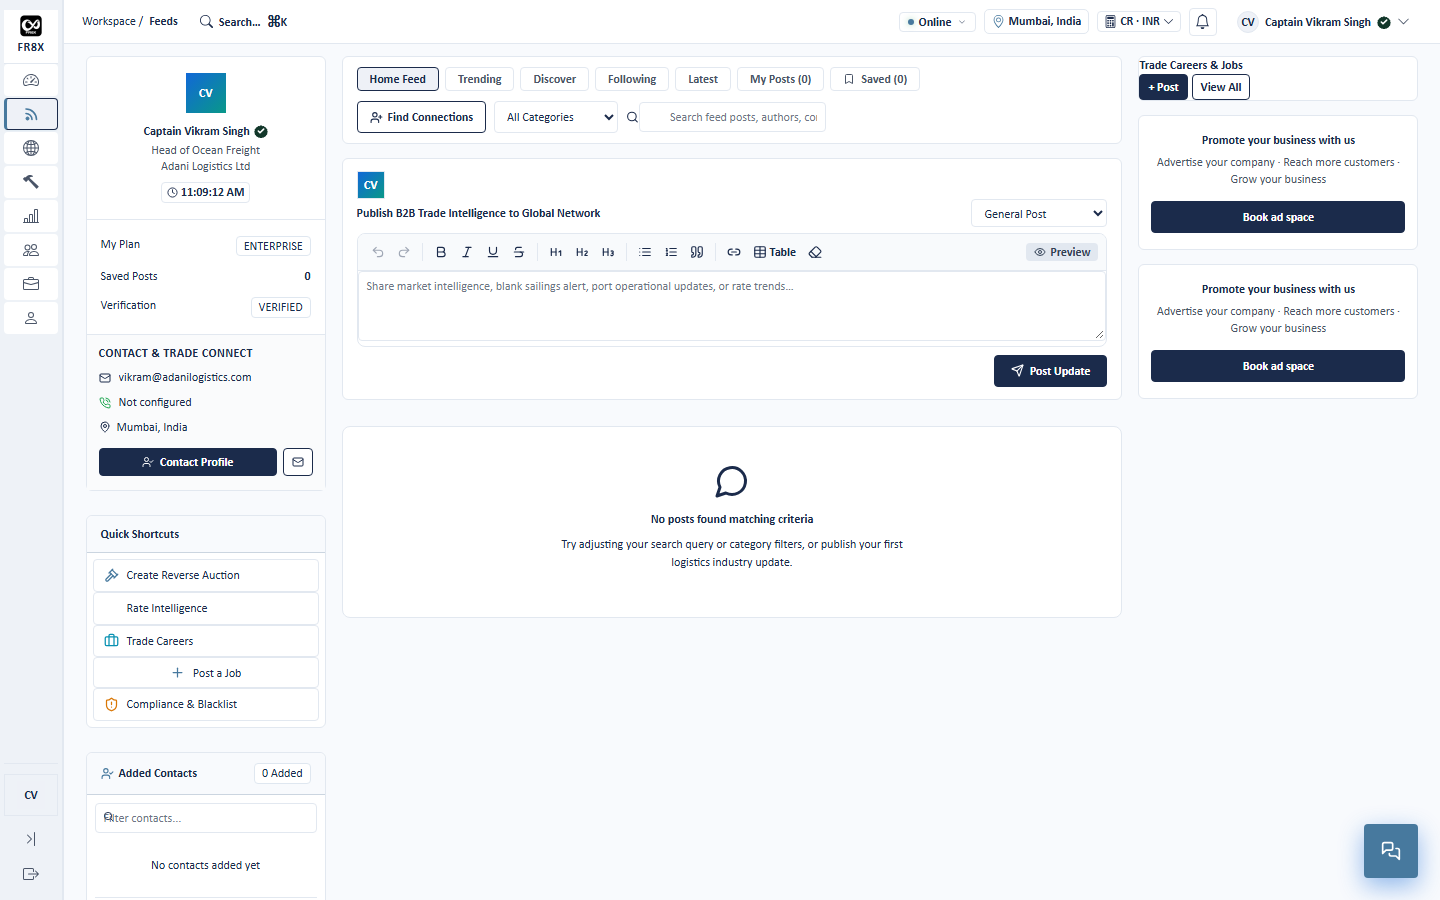 FR8X
Workspace / Feeds
Search... ⌘K
Online
Mumbai, India
CR · INR
CV
Captain Vikram Singh
CV
Captain Vikram Singh
Head of Ocean Freight
Adani Logistics Ltd
11:09:12 AM
My Plan
ENTERPRISE
Saved Posts
0
Verification
VERIFIED
CONTACT & TRADE CONNECT
vikram@adanilogistics.com
Not configured
Mumbai, India
Contact Profile
Quick Shortcuts
Create Reverse Auction
Rate Intelligence
Trade Careers
Post a Job
Compliance & Blacklist
Added Contacts
0 Added
Filter contacts...
No contacts added yet
CV
Home Feed
Trending
Discover
Following
Latest
My Posts (0)
Saved (0)
Find Connections
All Categories
Search feed posts, authors, cor
CV
Publish B2B Trade Intelligence to Global Network
General Post
B I U S H1 H2 H3
Table
Preview
Share market intelligence, blank sailings alert, port operational updates, or rate trends...
Post Update
No posts found matching criteria
Try adjusting your search query or category filters, or publish your first
logistics industry update.
Trade Careers & Jobs
+ Post
View All
Promote your business with us
Advertise your company · Reach more customers ·
Grow your business
Book ad space
Promote your business with us
Advertise your company · Reach more customers ·
Grow your business
Book ad space